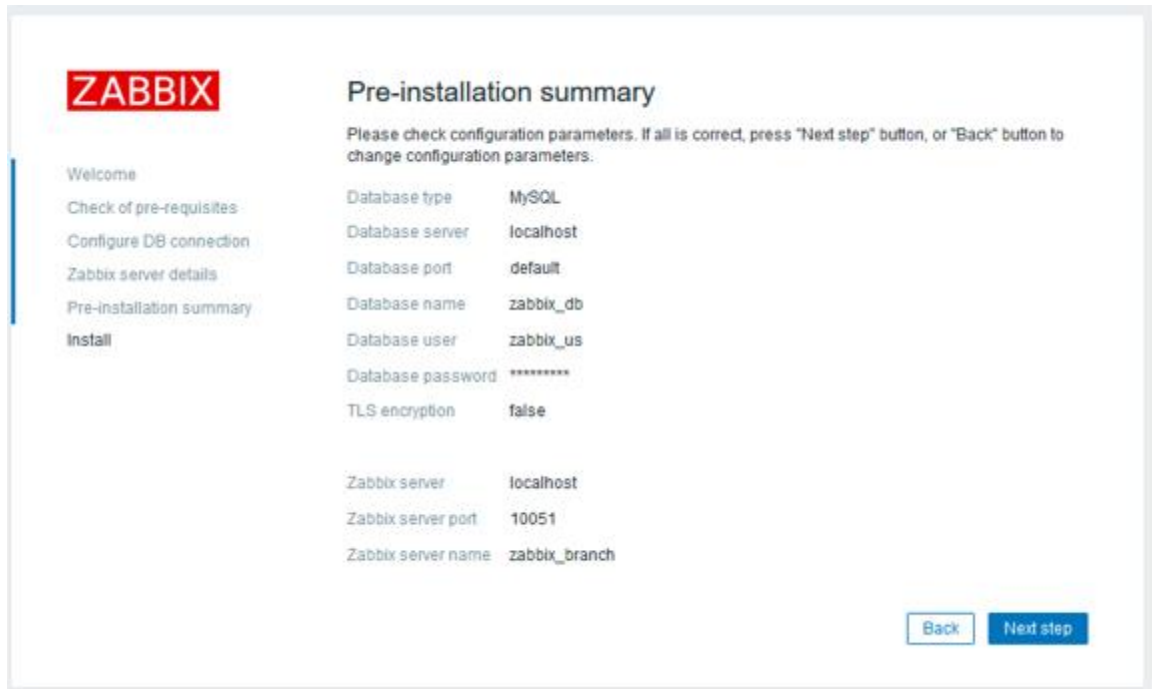 ZABBIX
Pre-installation summary
Please check configuration parameters. If all is correct, press "Next step" button, or "Back" button to
change configuration parameters.
Welcome
Check of pre-requisites
Configure DB connection
Zabbix server details
Pre-installation summary
Install
Database type MySQL
Database server localhost
Database port default
Database name zabbix_db
Database user zabbix_us
Database password *********
TLS encryption false
Zabbix server localhost
Zabbix server port 10051
Zabbix server name zabbix_branch
Back Next step